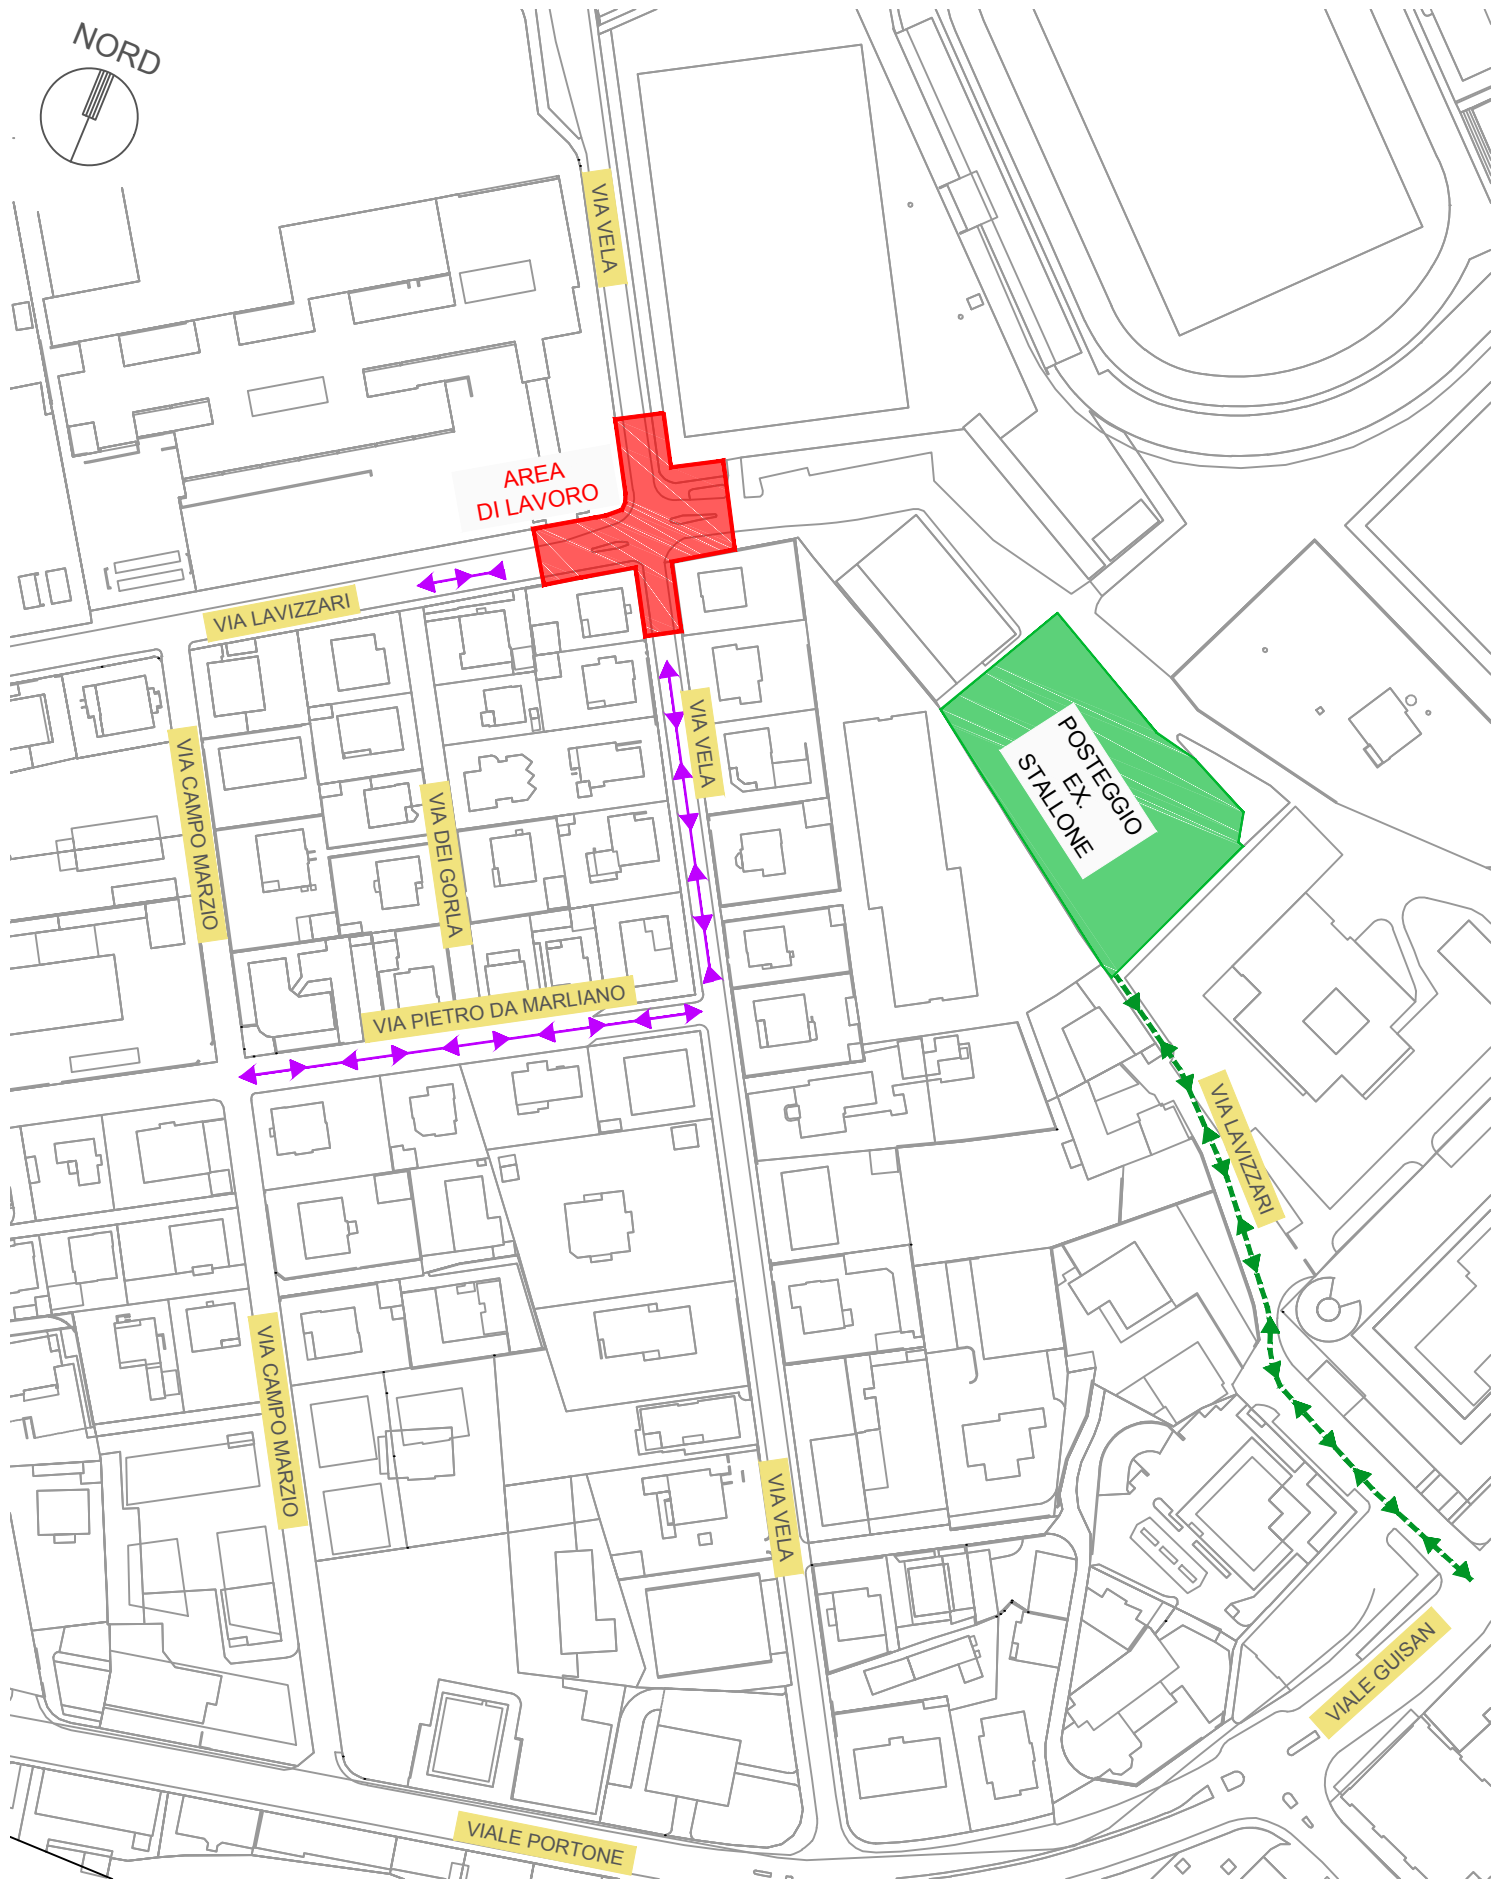 NORD
VIA VELA
AREA
DI LAVORO
VIA LAVIZZARI
VIA VELA
POSTEGGIO
EX.
STALLONE
VIA CAMPO MARZIO
VIA DEI GORLA
VIA PIETRO DA MARLIANO
VIA LAVIZZARI
VIA CAMPO MARZIO
VIA VELA
VIALE GUISAN
VIALE PORTONE